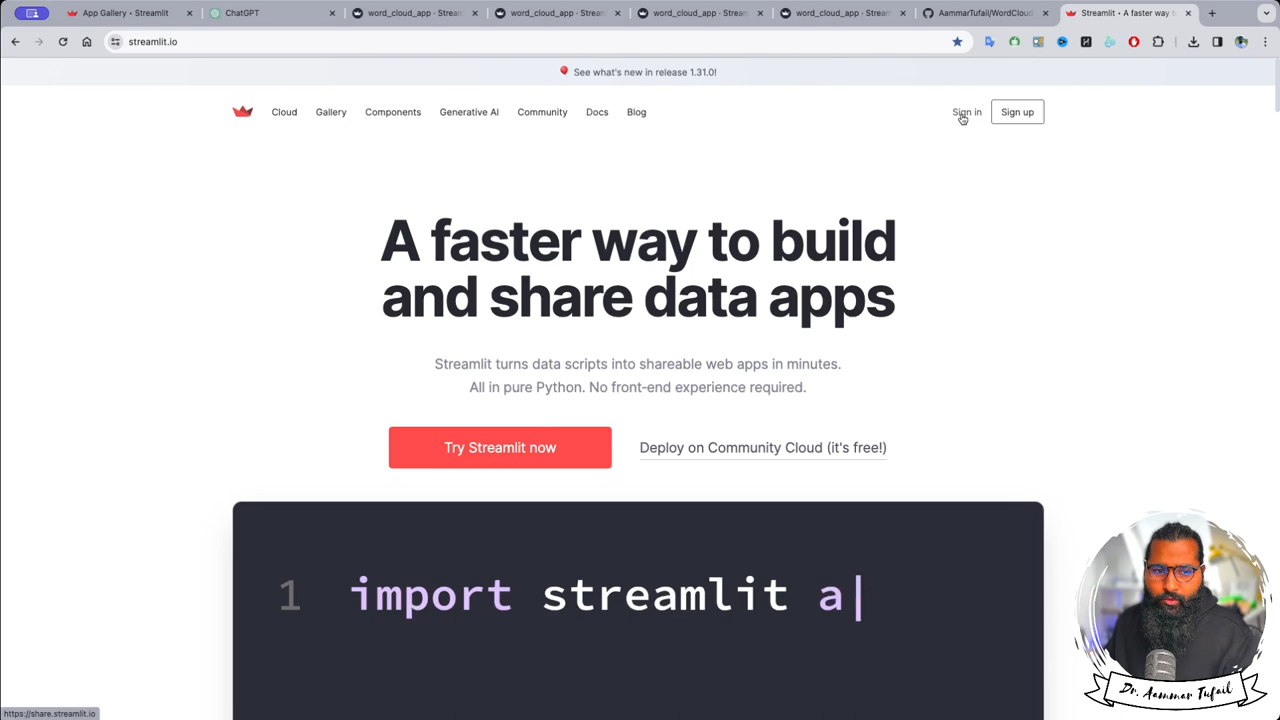 App Gallery • Streamlit
ChatGPT
word_cloud_app · Stream
word_cloud_app · Stream
word_cloud_app · Stream
word_cloud_app · Stream
AammarTufail/WordCloud
Streamlit • A faster way t
streamlit.io
See what's new in release 1.31.0!
Cloud
Gallery
Components
Generative AI
Community
Docs
Blog
Sign in
Sign up
A faster way to build
and share data apps
Streamlit turns data scripts into shareable web apps in minutes.
All in pure Python. No front-end experience required.
Try Streamlit now
Deploy on Community Cloud (it's free!)
1 import streamlit a
Dr. Aammar Tufail
https://share.streamlit.io